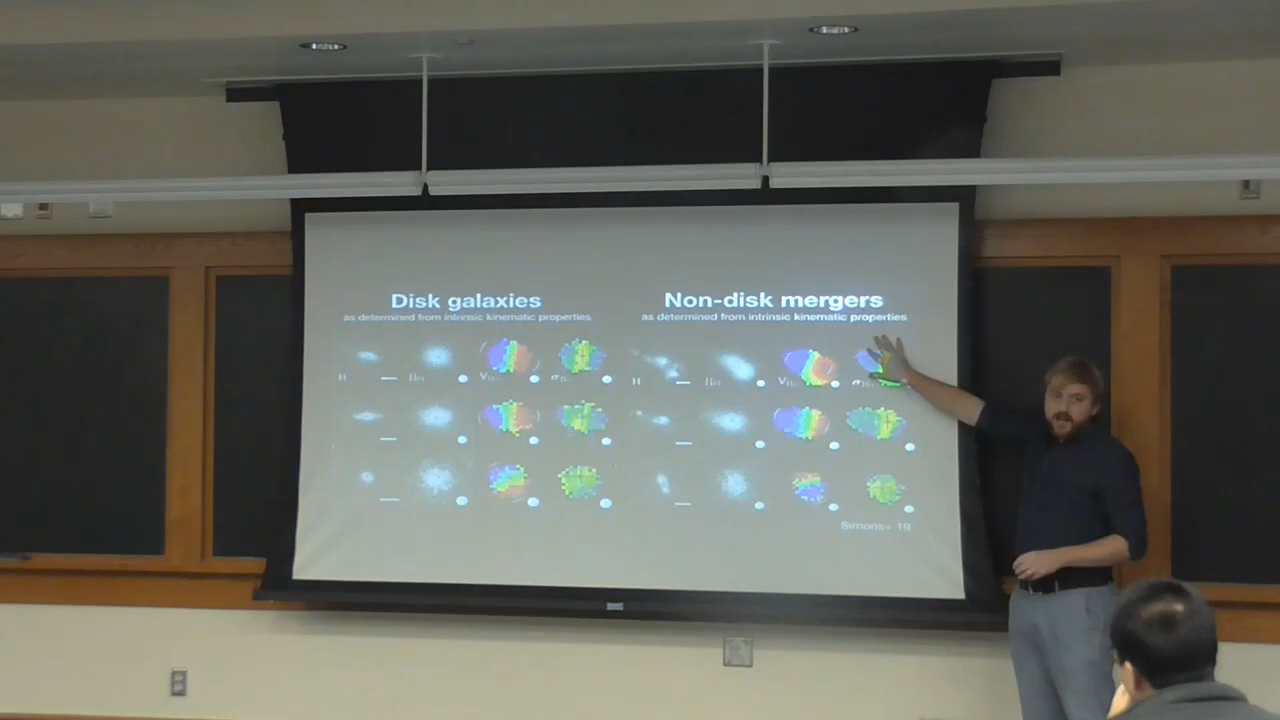 Disk galaxies
as determined from intrinsic kinematic properties
Non-disk mergers
as determined from intrinsic kinematic properties
H
H
Simons+ 19